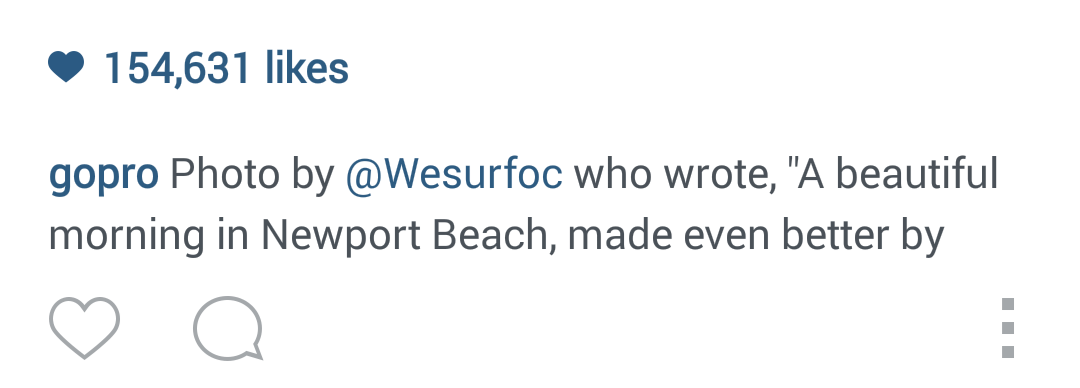 154,631 likes
gopro Photo by @Wesurfoc who wrote, "A beautiful
morning in Newport Beach, made even better by